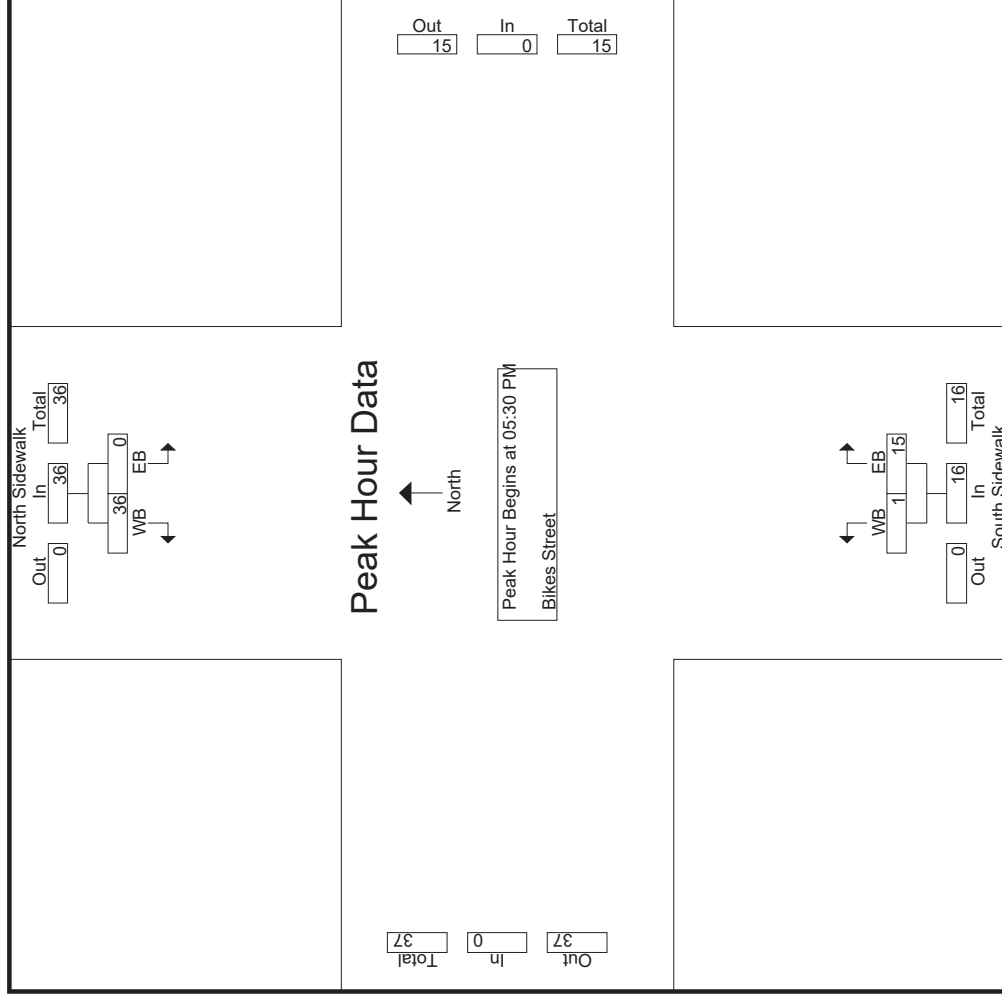 Out In Total
15 0 15
North Sidewalk
Out In Total
0 36 36
36 0
WB EB
Peak Hour Data
North
Peak Hour Begins at 05:30 PM
Bikes Street
WB EB
1 15
0 16 16
Out In Total
South Sidewalk
37 0 37
Total In Out